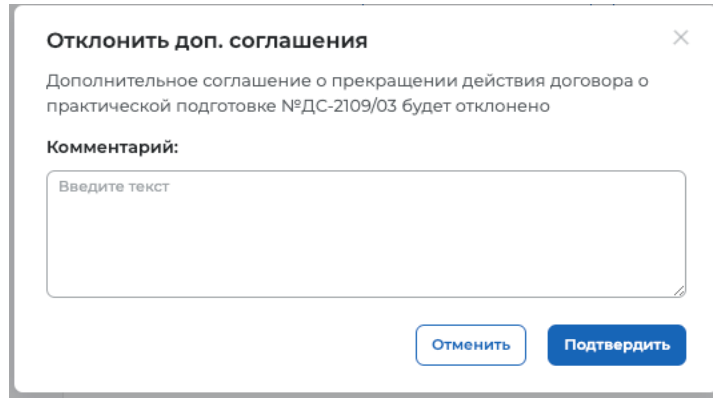 Отклонить доп. соглашения
Дополнительное соглашение о прекращении действия договора о
практической подготовке №ДС-2109/03 будет отклонено
Комментарий:
Введите текст
Отменить
Подтвердить